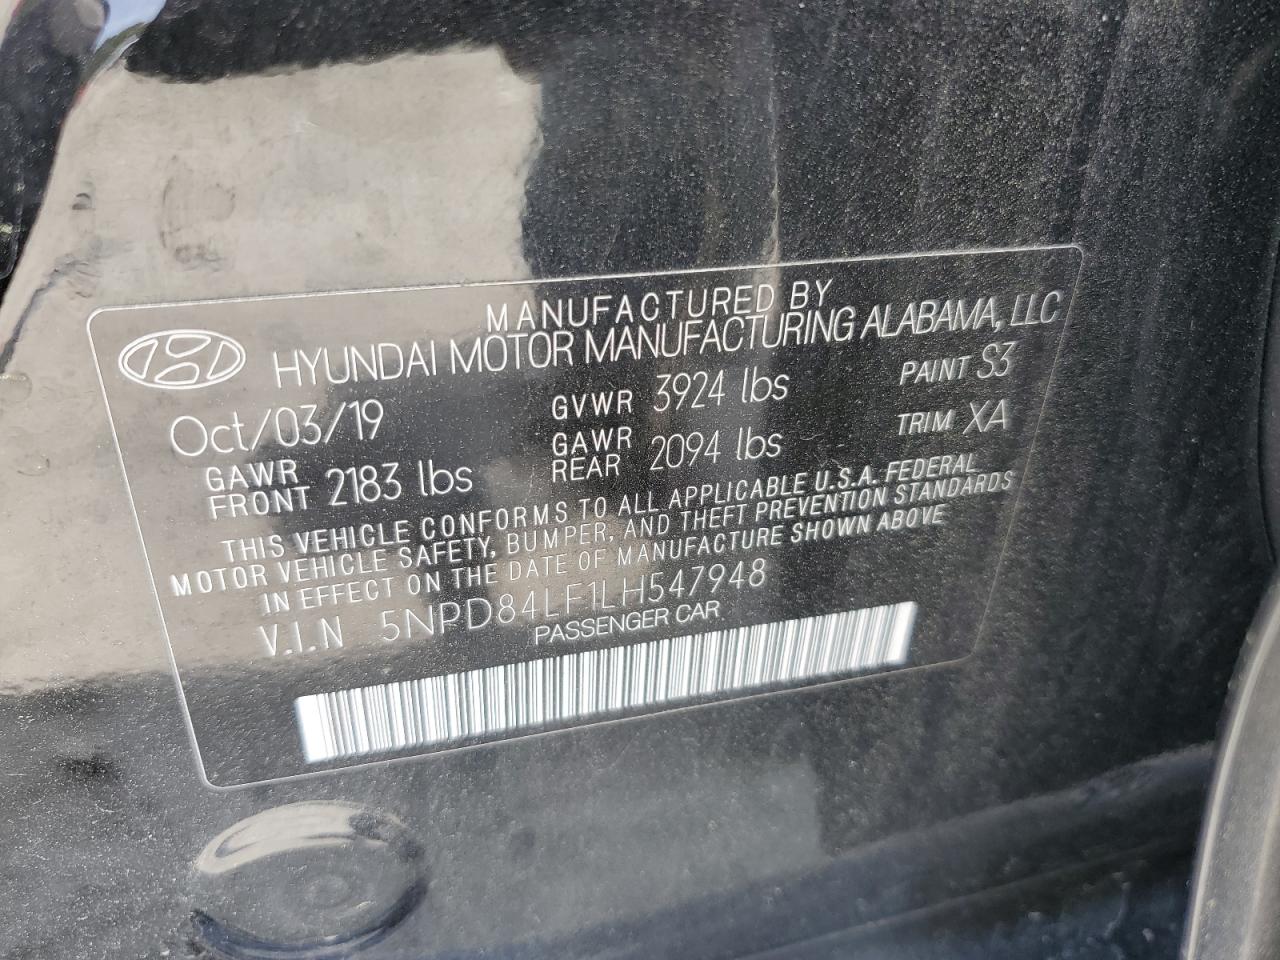 MANUFACTURED BY
HYUNDAI MOTOR MANUFACTURING ALABAMA, LLC
Oct/03/19 GVWR 3924 lbs PAINT S3
GAWR FRONT 2183 lbs GAWR REAR 2094 lbs TRIM XA
THIS VEHICLE CONFORMS TO ALL APPLICABLE U.S.A. FEDERAL
MOTOR VEHICLE SAFETY, BUMPER, AND THEFT PREVENTION STANDARDS
IN EFFECT ON THE DATE OF MANUFACTURE SHOWN ABOVE
V.I.N 5NPD84LF1LH547948
PASSENGER CAR